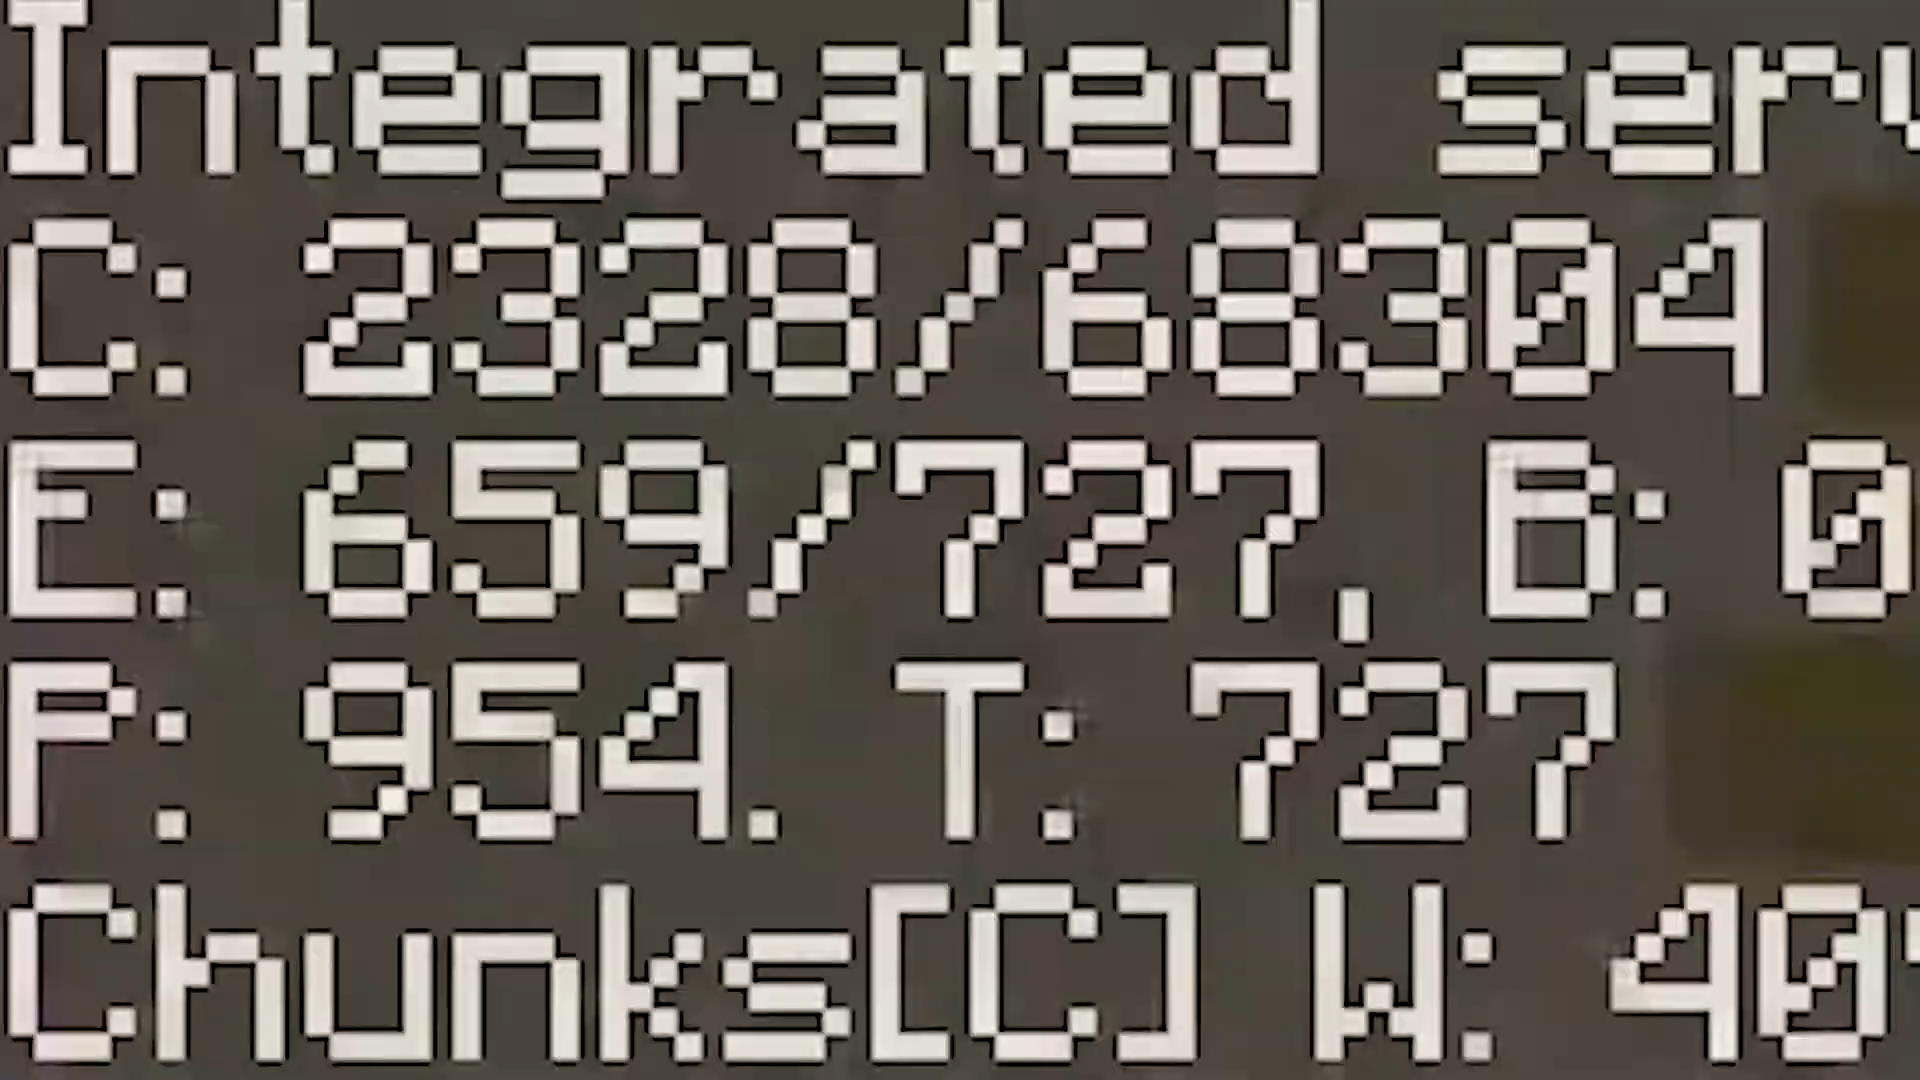 Integrated serv
C: 2328/68304
E: 659/727, B: 0
P: 954. T: 727
Chunks[C] W: 40